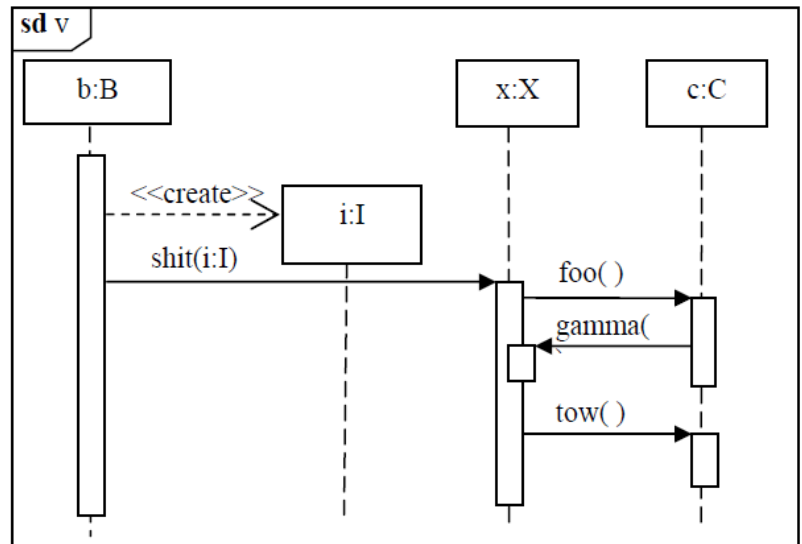 sd v
b:B
x:X
c:C
<<create>>
i:I
shit(i:I)
foo( )
gamma(
tow( )